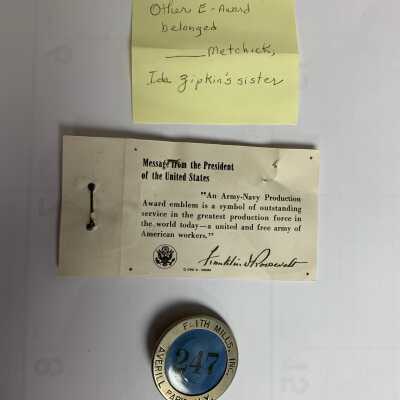 Other E-Award
belonged
______ Metchick,
Ida Zipkin's sister
Message from the President
of the United States
"An Army-Navy Production
Award emblem is a symbol of outstanding
service in the greatest production force in
the world today—a united and free army of
American workers."
Franklin D Roosevelt
FAITH MILLS, INC.
247
AVERILL PARK, N.Y.